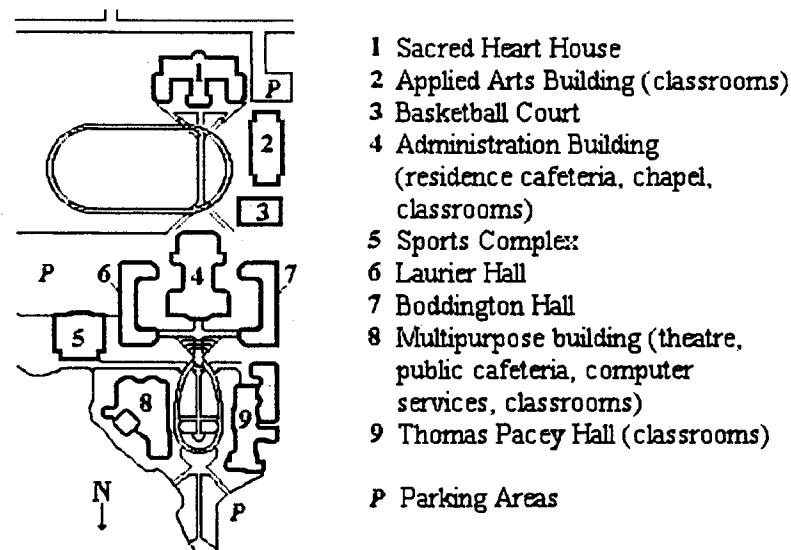 1 Sacred Heart House
2 Applied Arts Building (classrooms)
3 Basketball Court
4 Administration Building
(residence cafeteria, chapel,
classrooms)
5 Sports Complex
6 Laurier Hall
7 Boddington Hall
8 Multipurpose building (theatre,
public cafeteria, computer
services, classrooms)
9 Thomas Pacey Hall (classrooms)
P Parking Areas
1
P
2
3
P
6
4
7
5
8
9
N
P